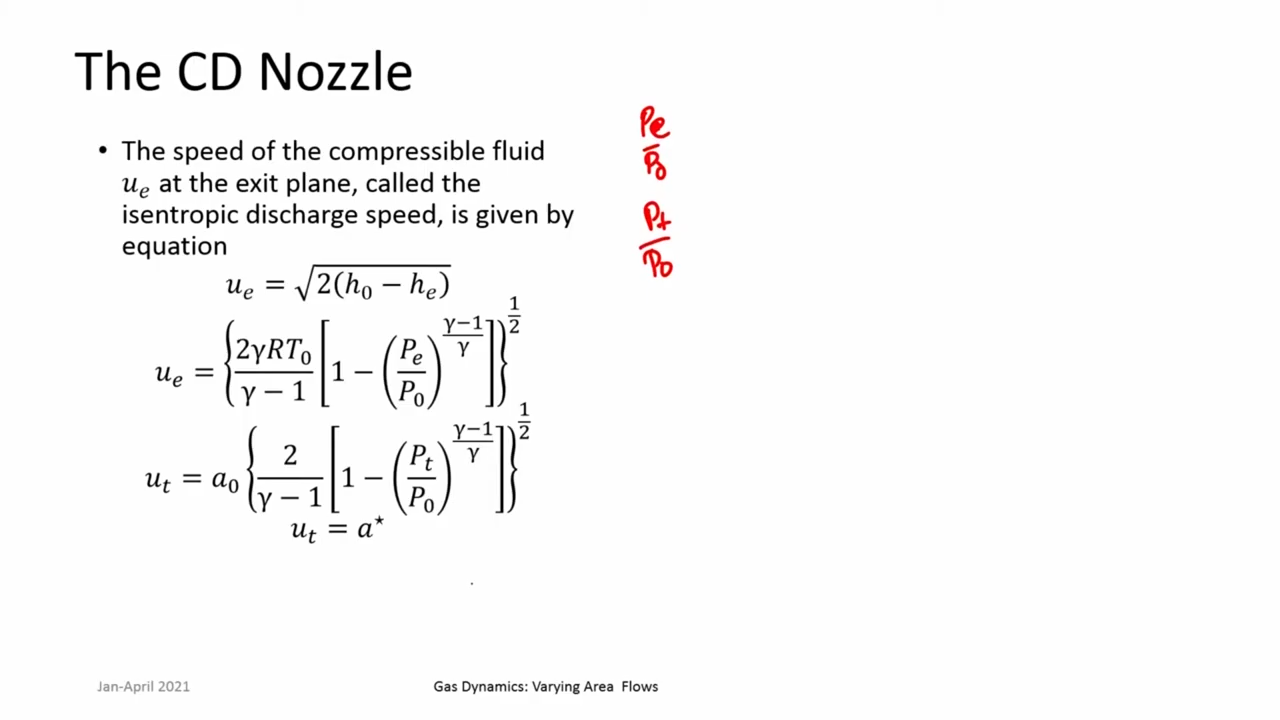 The CD Nozzle
• The speed of the compressible fluid
u_e at the exit plane, called the
isentropic discharge speed, is given by
equation
u_e = √(2(h_0 − h_e))
u_e = {2γRT_0/(γ − 1) [1 − (P_e/P_0)^((γ−1)/γ)]}^(1/2)
u_t = a_0 {2/(γ − 1) [1 − (P_t/P_0)^((γ−1)/γ)]}^(1/2)
u_t = a^⋆
Pe/P0
Pt/P0
Jan-April 2021
Gas Dynamics: Varying Area Flows